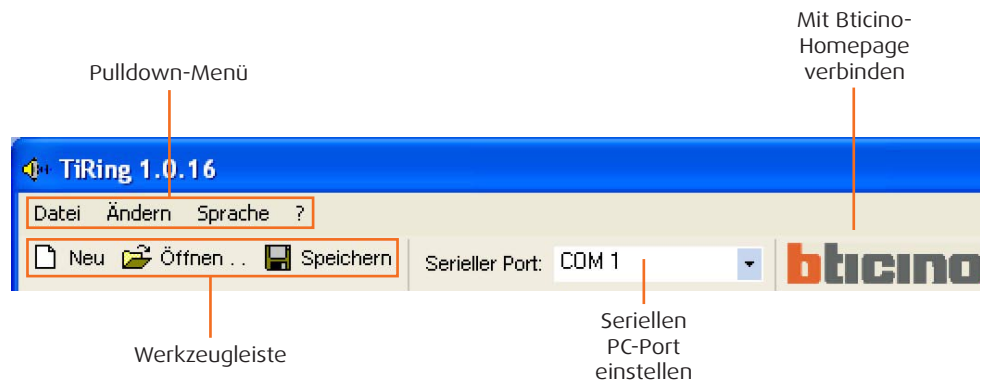 Mit Bticino-
Homepage
verbinden
Pulldown-Menü
TiRing 1.0.16
Datei Ändern Sprache ?
Neu Öffnen . . Speichern Serieller Port: COM 1 bticino
Seriellen
PC-Port
einstellen
Werkzeugleiste